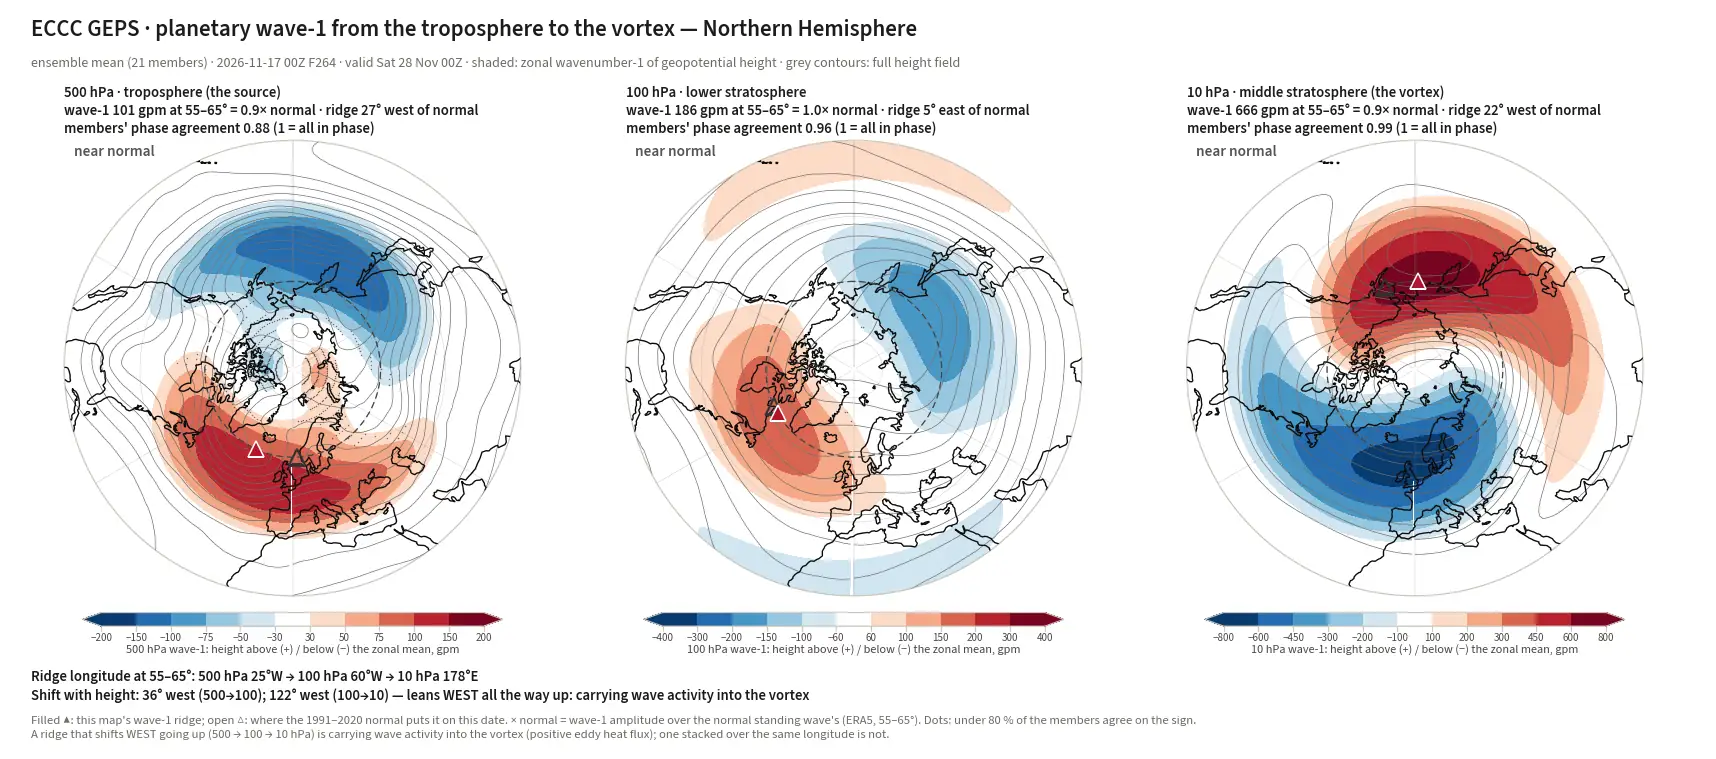 ECCC GEPS · planetary wave-1 from the troposphere to the vortex — Northern Hemisphere
ensemble mean (21 members) · 2026-11-17 00Z F264 · valid Sat 28 Nov 00Z · shaded: zonal wavenumber-1 of geopotential height · grey contours: full height field
500 hPa · troposphere (the source)
wave-1 101 gpm at 55–65° = 0.9× normal · ridge 27° west of normal
members' phase agreement 0.88 (1 = all in phase)
near normal
100 hPa · lower stratosphere
wave-1 186 gpm at 55–65° = 1.0× normal · ridge 5° east of normal
members' phase agreement 0.96 (1 = all in phase)
near normal
10 hPa · middle stratosphere (the vortex)
wave-1 666 gpm at 55–65° = 0.9× normal · ridge 22° west of normal
members' phase agreement 0.99 (1 = all in phase)
near normal
−200 −150 −100 −75 −50 −30 30 50 75 100 150 200
500 hPa wave-1: height above (+) / below (−) the zonal mean, gpm
−400 −300 −200 −150 −100 −60 60 100 150 200 300 400
100 hPa wave-1: height above (+) / below (−) the zonal mean, gpm
−800 −600 −450 −300 −200 −100 100 200 300 450 600 800
10 hPa wave-1: height above (+) / below (−) the zonal mean, gpm
Ridge longitude at 55–65°: 500 hPa 25°W → 100 hPa 60°W → 10 hPa 178°E
Shift with height: 36° west (500→100); 122° west (100→10) — leans WEST all the way up: carrying wave activity into the vortex
Filled ▲: this map's wave-1 ridge; open △: where the 1991–2020 normal puts it on this date. × normal = wave-1 amplitude over the normal standing wave's (ERA5, 55–65°). Dots: under 80 % of the members agree on the sign.
A ridge that shifts WEST going up (500 → 100 → 10 hPa) is carrying wave activity into the vortex (positive eddy heat flux); one stacked over the same longitude is not.